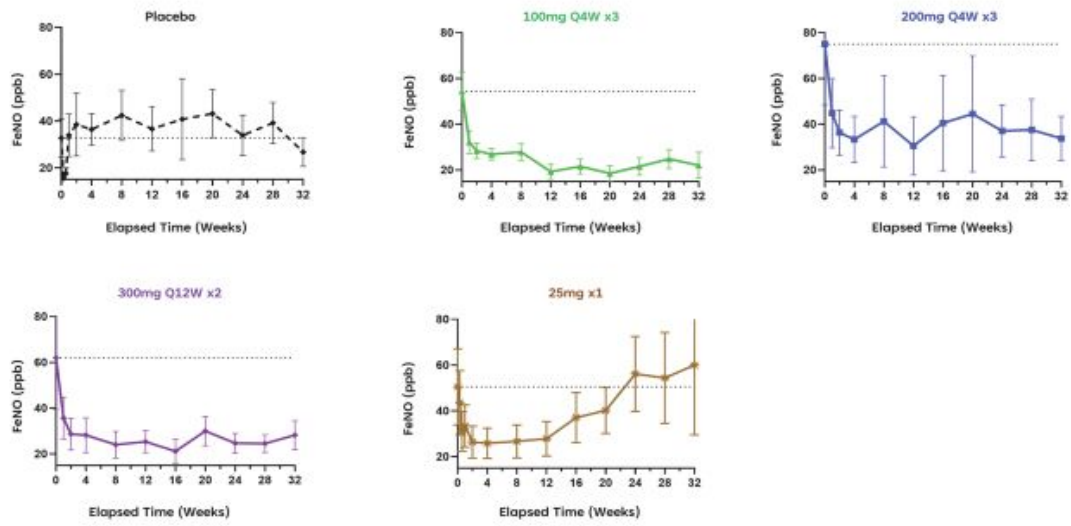 Placebo
80
60
40
20
FeNO (ppb)
0 4 8 12 16 20 24 28 32
Elapsed Time (Weeks)
100mg Q4W x3
80
60
40
20
FeNO (ppb)
0 4 8 12 16 20 24 28 32
Elapsed Time (Weeks)
200mg Q4W x3
80
60
40
20
FeNO (ppb)
0 4 8 12 16 20 24 28 32
Elapsed Time (Weeks)
300mg Q12W x2
80
60
40
20
FeNO (ppb)
0 4 8 12 16 20 24 28 32
Elapsed Time (Weeks)
25mg x1
80
60
40
20
FeNO (ppb)
0 4 8 12 16 20 24 28 32
Elapsed Time (Weeks)